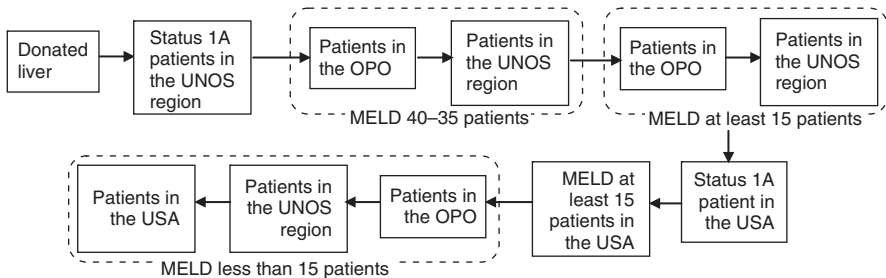 Donated
liver
Status 1A
patients in
the UNOS
region
Patients in
the OPO
Patients in
the UNOS
region
MELD 40–35 patients
Patients in
the OPO
Patients in
the UNOS
region
MELD at least 15 patients
Status 1A
patient in
the USA
MELD at
least 15
patients in
the USA
Patients in
the OPO
Patients in
the UNOS
region
Patients in
the USA
MELD less than 15 patients